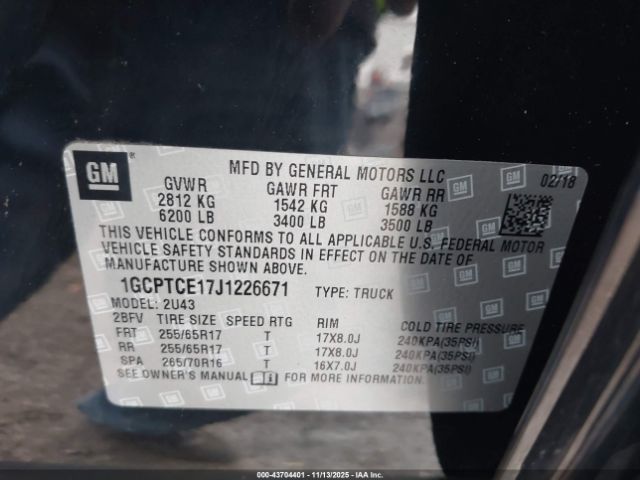 GM
®
MFD BY GENERAL MOTORS LLC
02/18
GVWR GAWR FRT GAWR RR
2812 KG 1542 KG 1588 KG
6200 LB 3400 LB 3500 LB
THIS VEHICLE CONFORMS TO ALL APPLICABLE U.S. FEDERAL MOTOR
VEHICLE SAFETY STANDARDS IN EFFECT ON THE DATE OF
MANUFACTURE SHOWN ABOVE.
1GCPTCE17J1226671 TYPE: TRUCK
MODEL: 2U43
2BFV TIRE SIZE SPEED RTG RIM COLD TIRE PRESSURE
FRT 255/65R17 T 17X8.0J 240KPA(35PSI)
RR 255/65R17 T 17X8.0J 240KPA(35PSI)
SPA 265/70R16 T 16X7.0J 240KPA(35PSI)
SEE OWNER'S MANUAL FOR MORE INFORMATION.
000-43704401 11/13/2025 COPART.COM